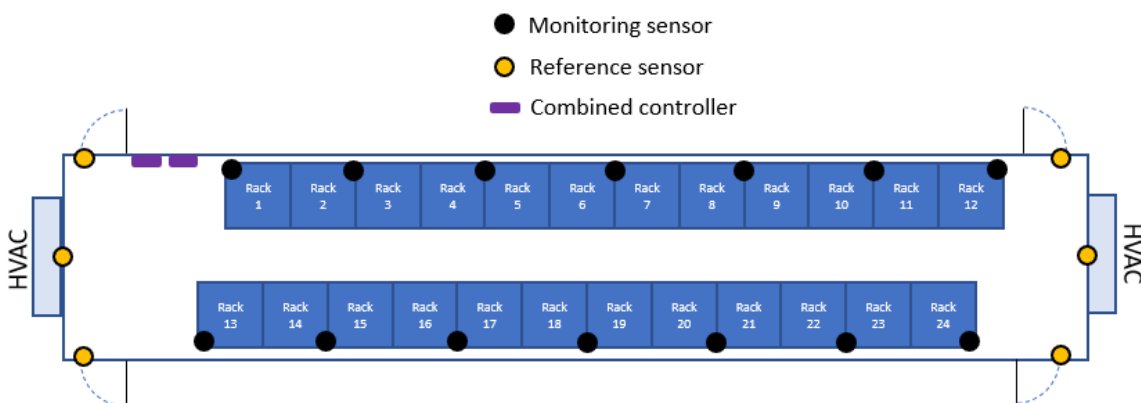 Monitoring sensor
Reference sensor
Combined controller
HVAC
Rack
1
Rack
2
Rack
3
Rack
4
Rack
5
Rack
6
Rack
7
Rack
8
Rack
9
Rack
10
Rack
11
Rack
12
HVAC
Rack
13
Rack
14
Rack
15
Rack
16
Rack
17
Rack
18
Rack
19
Rack
20
Rack
21
Rack
22
Rack
23
Rack
24